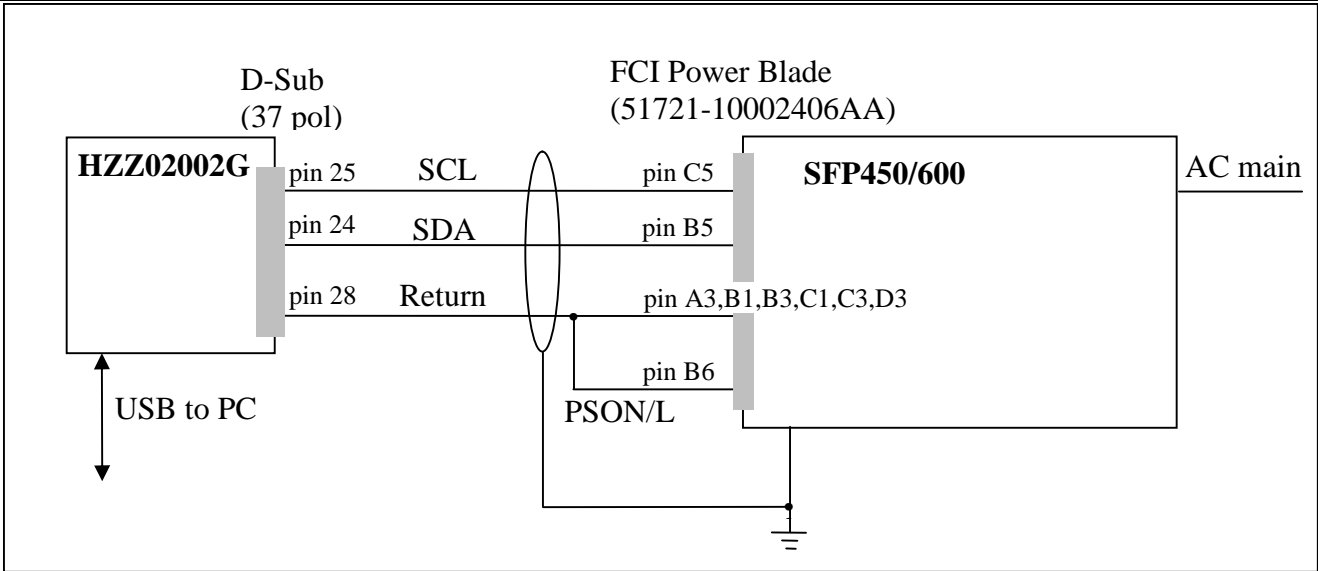 D-Sub
(37 pol)
FCI Power Blade
(51721-10002406AA)
HZZ02002G
pin 25
SCL
pin C5
SFP450/600
AC main
pin 24
SDA
pin B5
pin 28
Return
pin A3,B1,B3,C1,C3,D3
pin B6
PSON/L
USB to PC